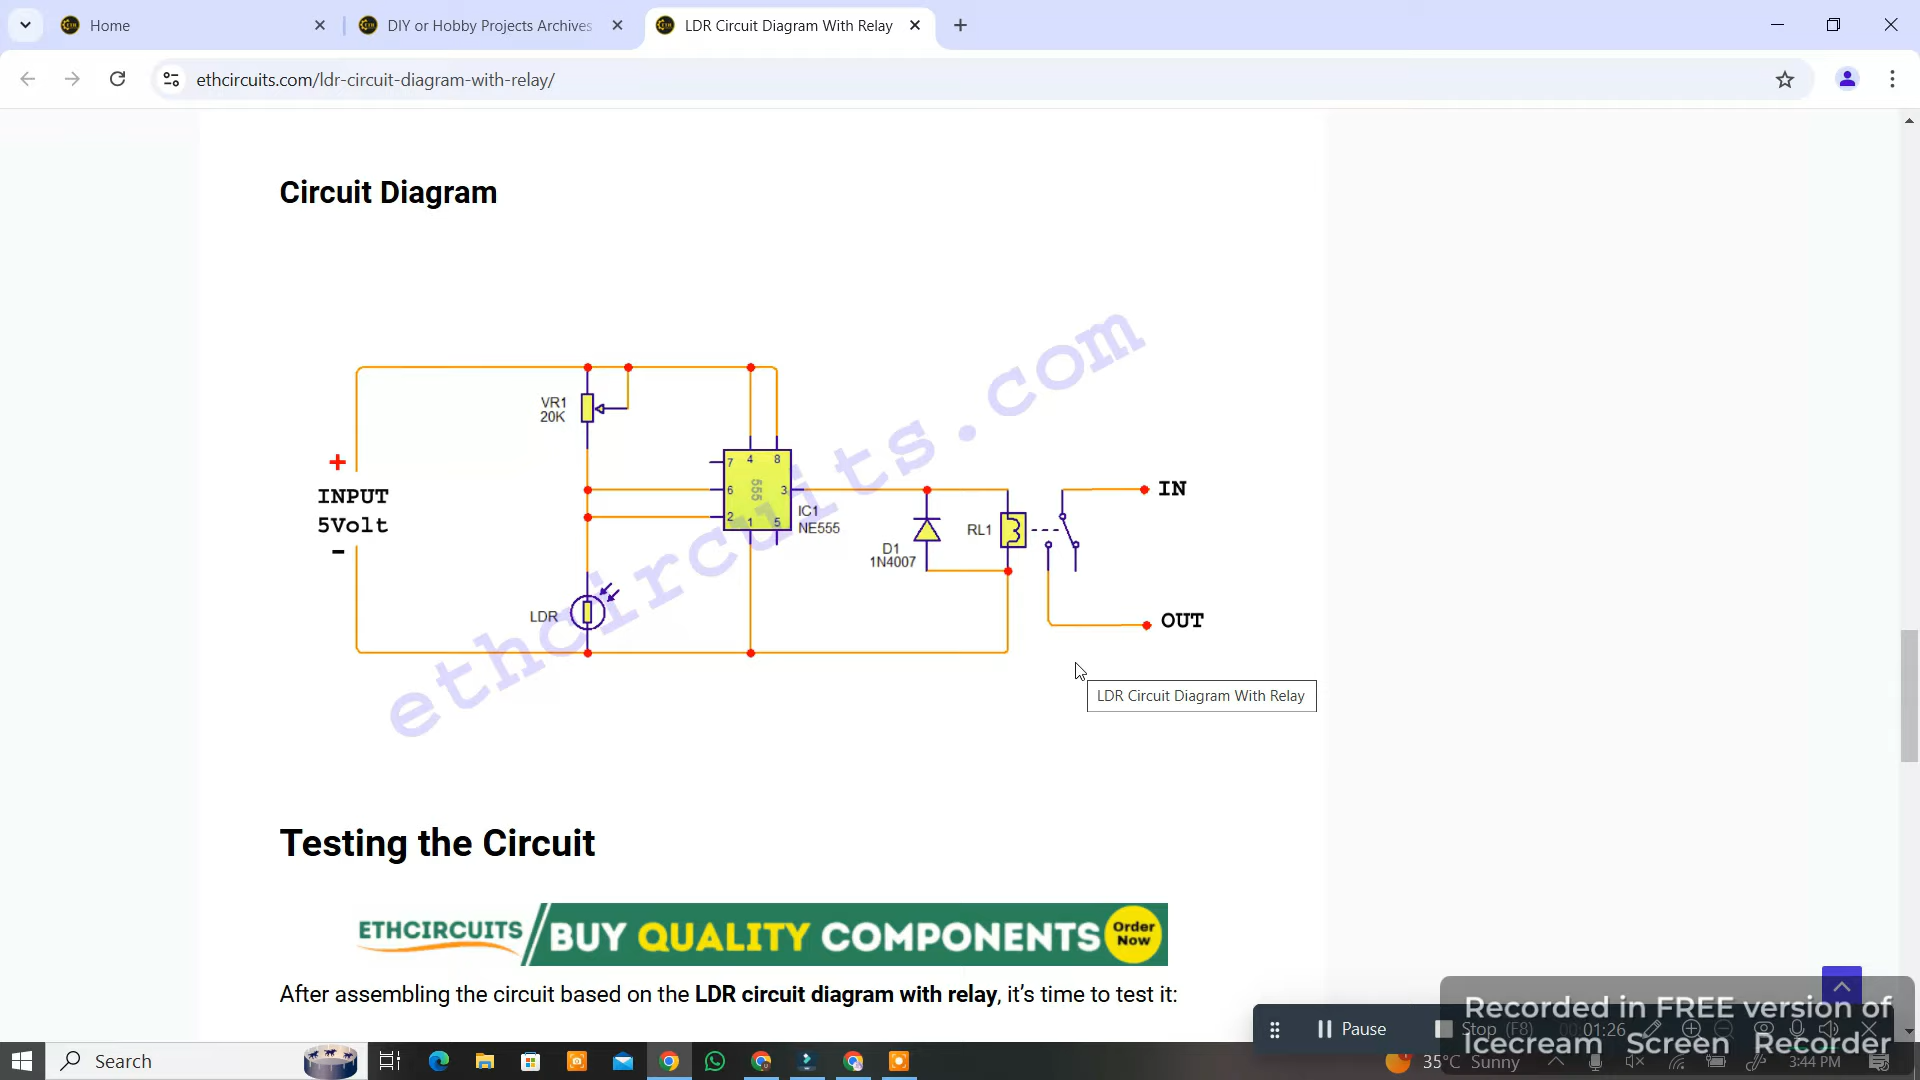 Home
DIY or Hobby Projects Archives
LDR Circuit Diagram With Relay
ethcircuits.com/ldr-circuit-diagram-with-relay/
Circuit Diagram
ethcircuits.com
VR1
20K
+
INPUT
5Volt
-
7 4 8
6 555 3
2 1 5
IC1
NE555
D1
1N4007
RL1
IN
OUT
LDR
LDR Circuit Diagram With Relay
Testing the Circuit
ETHCIRCUITS BUY QUALITY COMPONENTS Order Now
After assembling the circuit based on the LDR circuit diagram with relay, it’s time to test it:
Pause Stop (F8) 00:01:26
Recorded in FREE version of
Icecream Screen Recorder
Search
35°C Sunny
3:44 PM